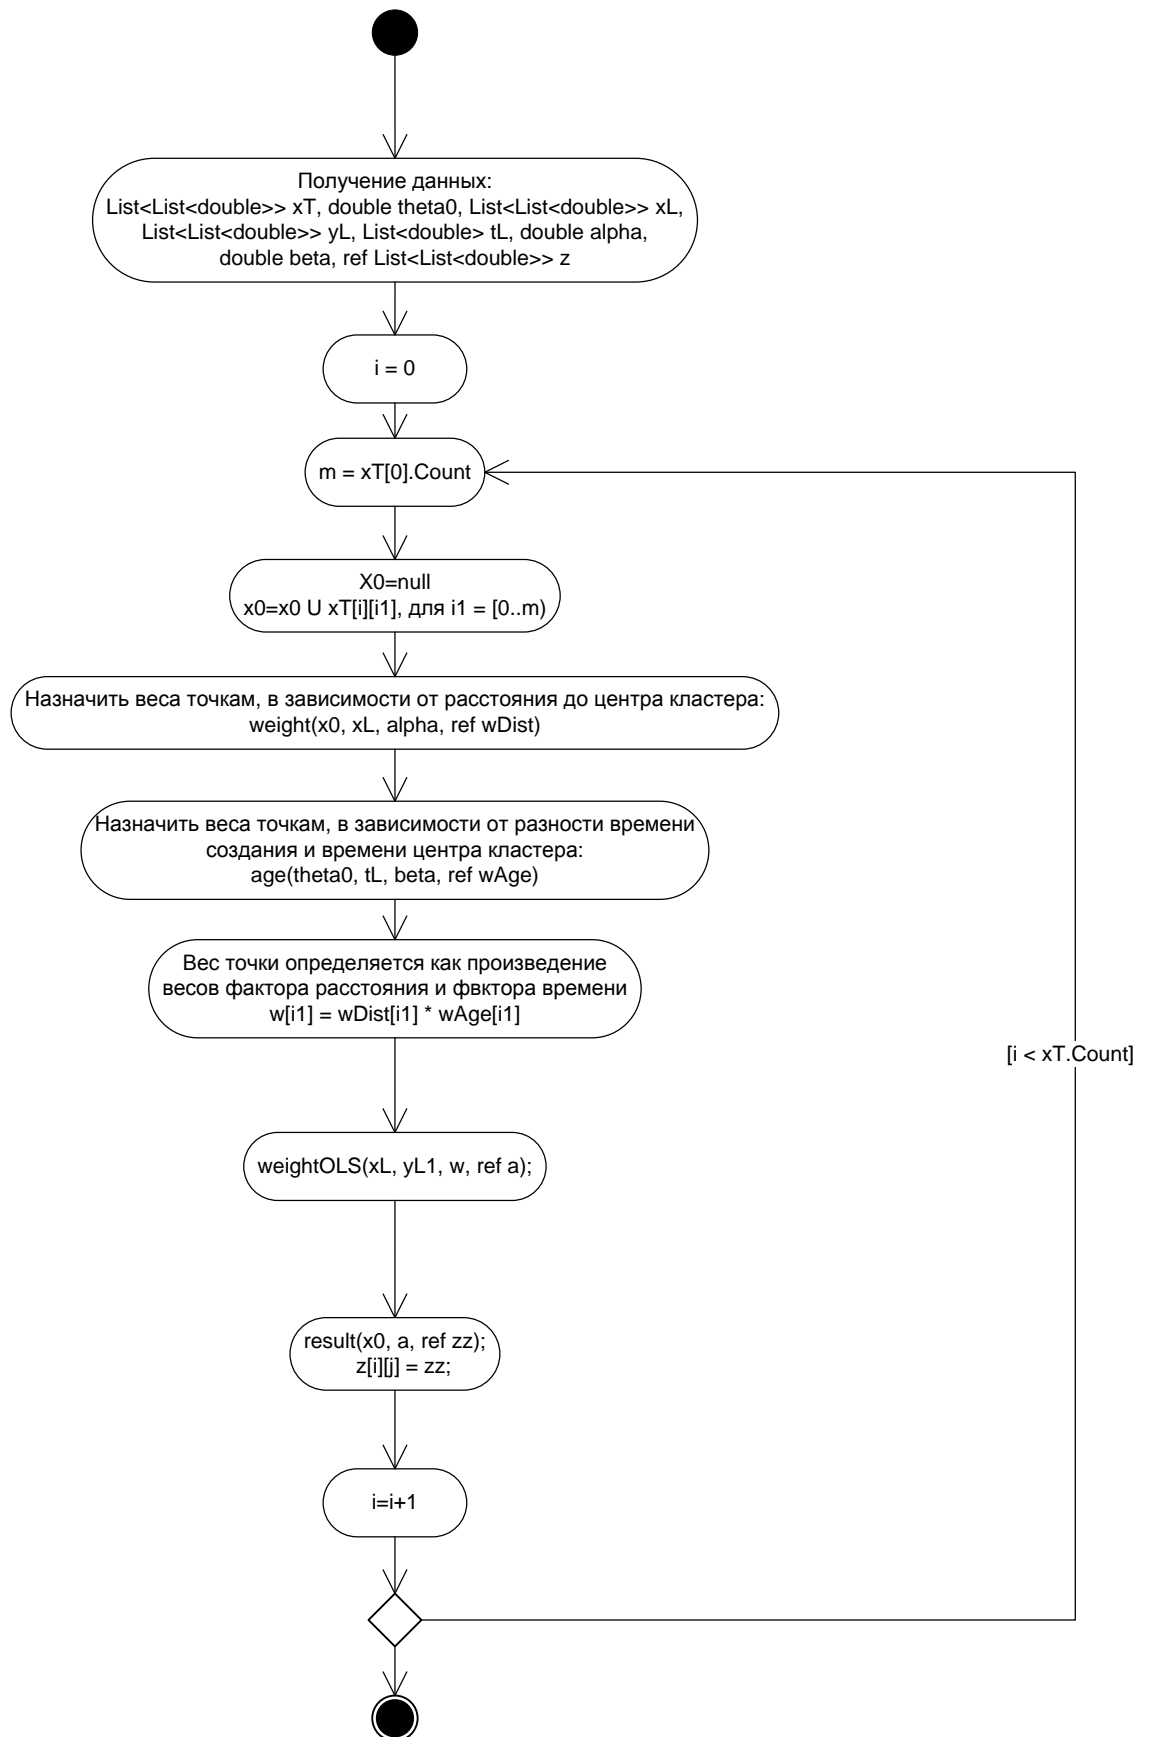 Получение данных:
List<List<double>> xT, double theta0, List<List<double>> xL,
List<List<double>> yL, List<double> tL, double alpha,
double beta, ref List<List<double>> z
i = 0
m = xT[0].Count
X0=null
x0=x0 U xT[i][i1], для i1 = [0..m)
Назначить веса точкам, в зависимости от расстояния до центра кластера:
weight(x0, xL, alpha, ref wDist)
Назначить веса точкам, в зависимости от разности времени
создания и времени центра кластера:
age(theta0, tL, beta, ref wAge)
Вес точки определяется как произведение
весов фактора расстояния и фвктора времени
w[i1] = wDist[i1] * wAge[i1]
[i < xT.Count]
weightOLS(xL, yL1, w, ref a);
result(x0, a, ref zz);
z[i][j] = zz;
i=i+1